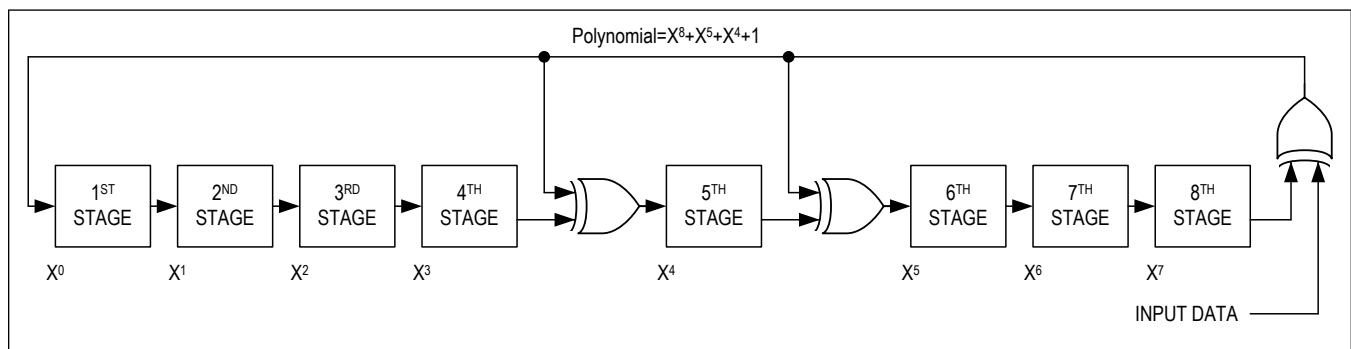 Polynomial=X⁸+X⁵+X⁴+1
1ST STAGE
2ND STAGE
3RD STAGE
4TH STAGE
5TH STAGE
6TH STAGE
7TH STAGE
8TH STAGE
X⁰ X¹ X² X³ X⁴ X⁵ X⁶ X⁷
INPUT DATA